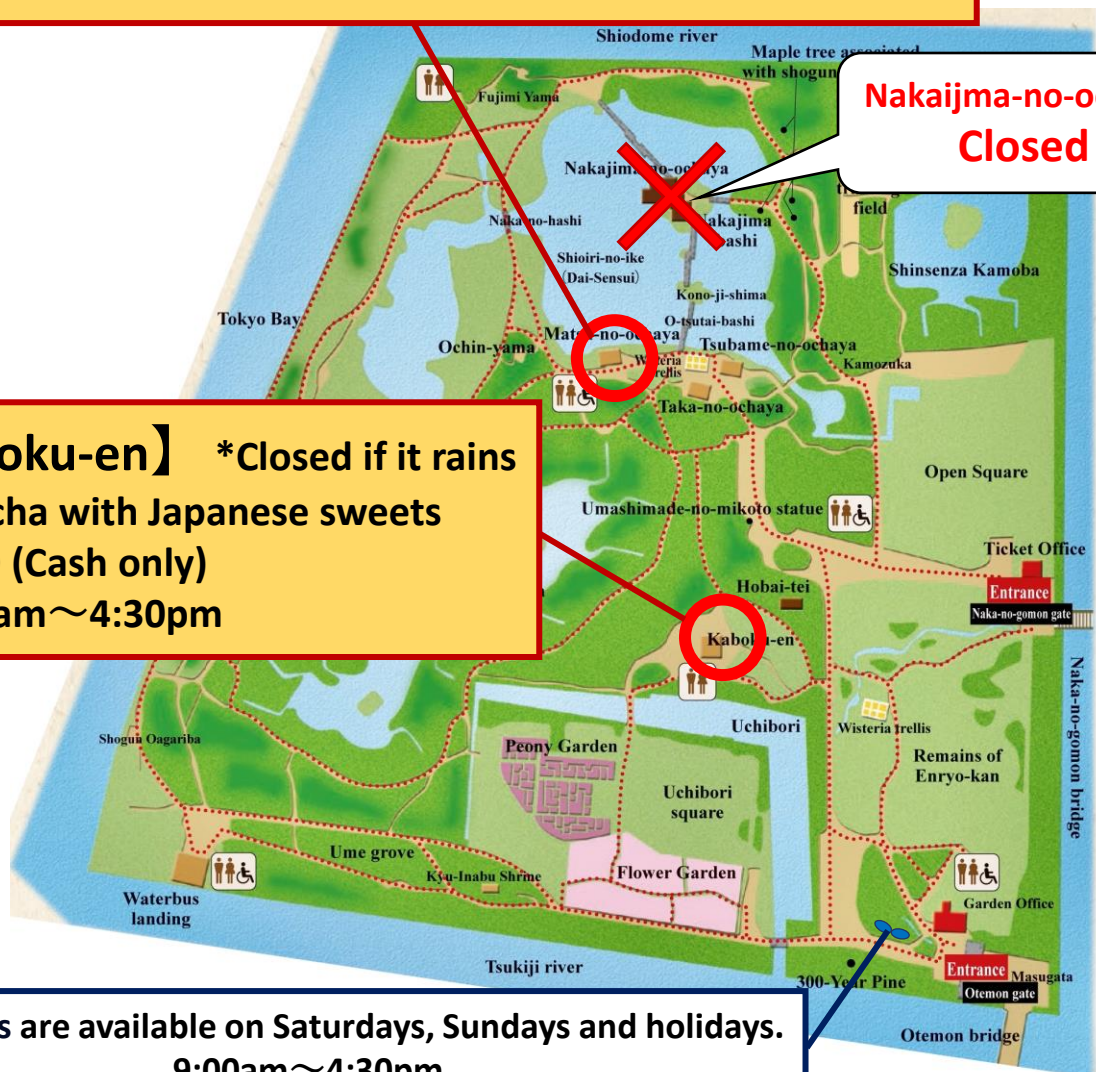 Shiodome river
Maple tree associated
with shogun
Fujimi Yama
Nakaijma-no-o
Closed
Nakajima-no-ochaya
field
Naka-no-hashi
Nakajima
bashi
Shioiri-no-ike
(Dai-Sensui)
Shinsenza Kamoba
Kono-ji-shima
Tokyo Bay
O-tsutai-bashi
Ochin-yama
Matsu-no-ochaya
Tsubame-no-ochaya
Wisteria
trellis
Kamozuka
Taka-no-ochaya
oku-en】 *Closed if it rains
cha with Japanese sweets
(Cash only)
am～4:30pm
Open Square
Umashimade-no-mikoto statue
Ticket Office
Entrance
Naka-no-gomon gate
Hobai-tei
Kaboku-en
Naka-no-gomon bridge
Uchibori
Wisteria trellis
Shogun Oagariba
Peony Garden
Remains of
Enryo-kan
Uchibori
square
Ume grove
Kyu-Inabu Shrine
Flower Garden
Waterbus
landing
Garden Office
Tsukiji river
300-Year Pine
Entrance
Masugata
Otemon gate
Otemon bridge
s are available on Saturdays, Sundays and holidays.
9:00am～4:30pm